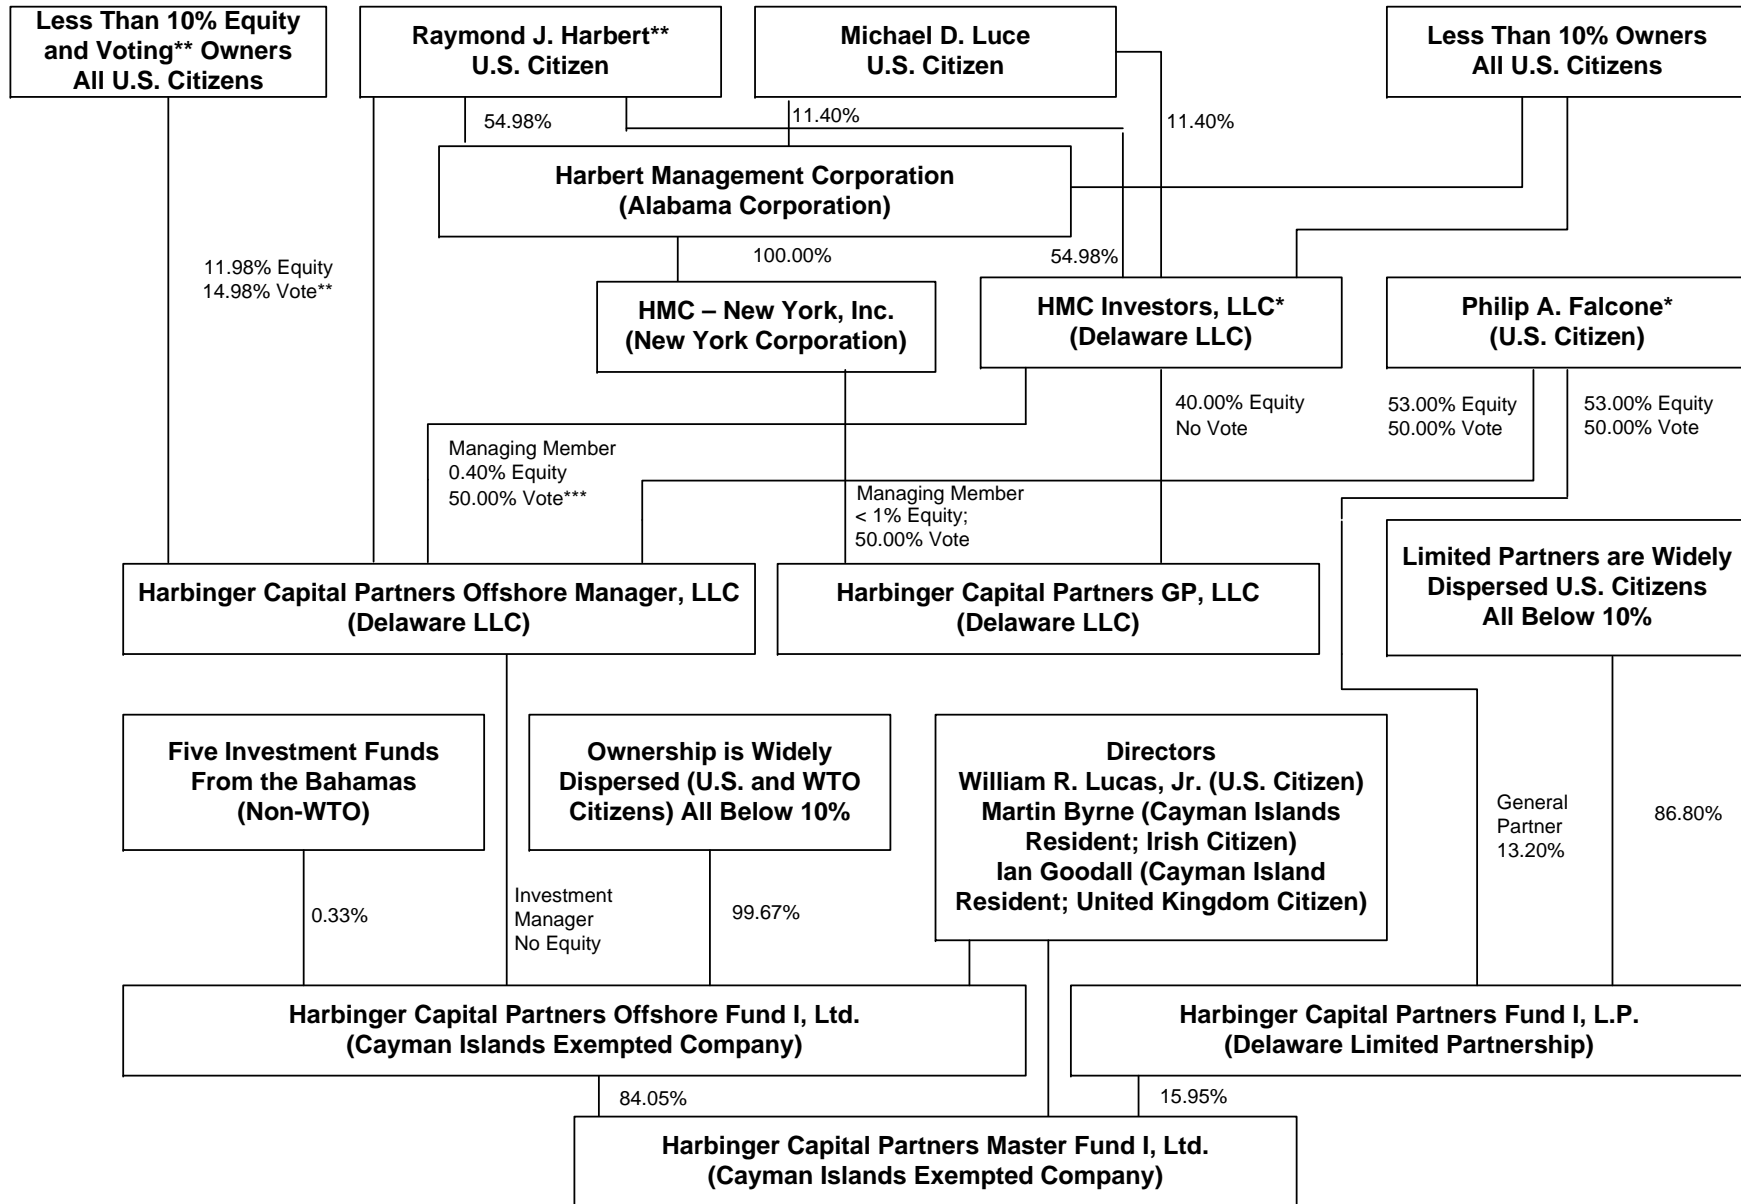 Less Than 10% Equity
and Voting** Owners
All U.S. Citizens
Raymond J. Harbert**
U.S. Citizen
Michael D. Luce
U.S. Citizen
Less Than 10% Owners
All U.S. Citizens
54.98%
11.40%
11.40%
Harbert Management Corporation
(Alabama Corporation)
11.98% Equity
14.98% Vote**
100.00%
54.98%
HMC – New York, Inc.
(New York Corporation)
HMC Investors, LLC*
(Delaware LLC)
Philip A. Falcone*
(U.S. Citizen)
Managing Member
0.40% Equity
50.00% Vote***
Managing Member
< 1% Equity;
50.00% Vote
40.00% Equity
No Vote
53.00% Equity
50.00% Vote
53.00% Equity
50.00% Vote
Harbinger Capital Partners Offshore Manager, LLC
(Delaware LLC)
Harbinger Capital Partners GP, LLC
(Delaware LLC)
Limited Partners are Widely
Dispersed U.S. Citizens
All Below 10%
Five Investment Funds
From the Bahamas
(Non-WTO)
Ownership is Widely
Dispersed (U.S. and WTO
Citizens) All Below 10%
Directors
William R. Lucas, Jr. (U.S. Citizen)
Martin Byrne (Cayman Islands
Resident; Irish Citizen)
Ian Goodall (Cayman Island
Resident; United Kingdom Citizen)
General
Partner
13.20%
86.80%
0.33%
Investment
Manager
No Equity
99.67%
Harbinger Capital Partners Offshore Fund I, Ltd.
(Cayman Islands Exempted Company)
Harbinger Capital Partners Fund I, L.P.
(Delaware Limited Partnership)
84.05%
15.95%
Harbinger Capital Partners Master Fund I, Ltd.
(Cayman Islands Exempted Company)